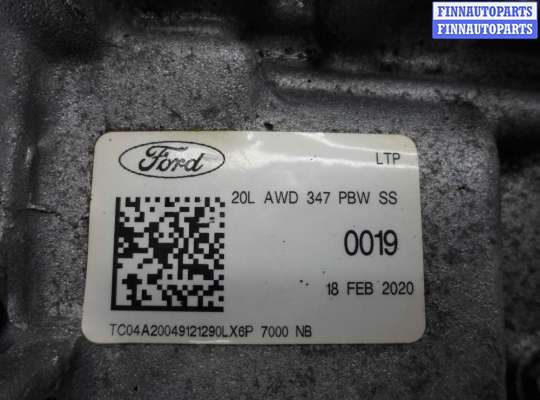 FINNAUTOPARTS
FINNAUTOPARTS
Ford
LTP
20L AWD 347 PBW SS
0019
18 FEB 2020
TC04A20049121290LX6P 7000 NB